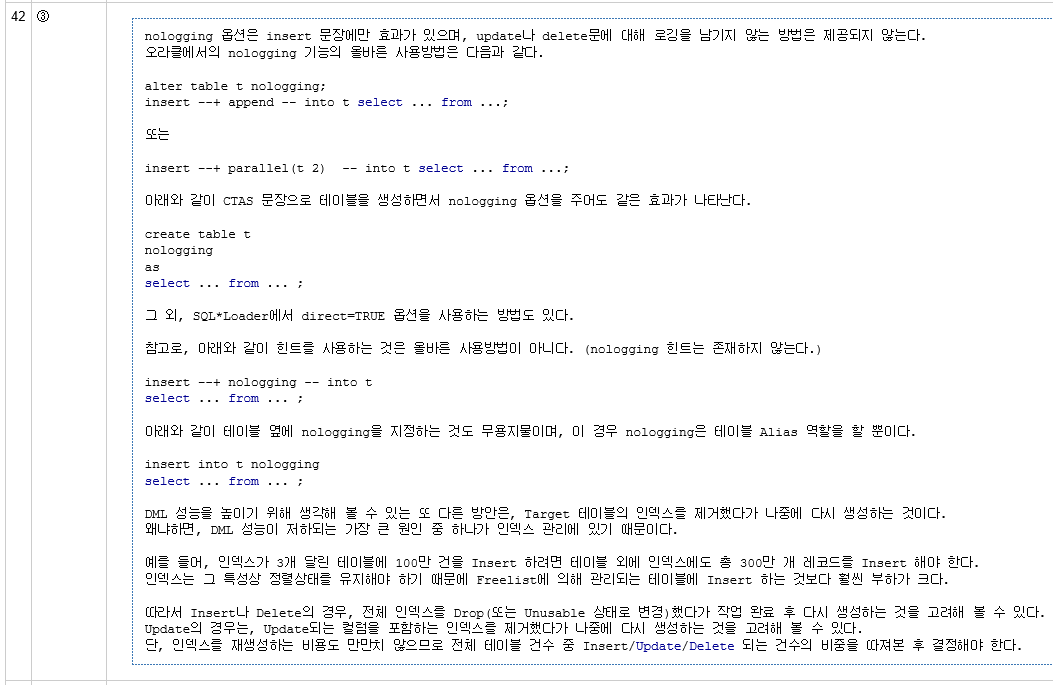 42 ③
nologging 옵션은 insert 문장에만 효과가 있으며, update나 delete문에 대해 로깅을 남기지 않는 방법은 제공되지 않는다.
오라클에서의 nologging 기능의 올바른 사용방법은 다음과 같다.
alter table t nologging;
insert --+ append -- into t select ... from ...;
또는
insert --+ parallel(t 2)  -- into t select ... from ...;
아래와 같이 CTAS 문장으로 테이블을 생성하면서 nologging 옵션을 주어도 같은 효과가 나타난다.
create table t
nologging
as
select ... from ... ;
그 외, SQL*Loader에서 direct=TRUE 옵션을 사용하는 방법도 있다.
참고로, 아래와 같이 힌트를 사용하는 것은 올바른 사용방법이 아니다. (nologging 힌트는 존재하지 않는다.)
insert --+ nologging -- into t
select ... from ... ;
아래와 같이 테이블 옆에 nologging을 지정하는 것도 무용지물이며, 이 경우 nologging은 테이블 Alias 역할을 할 뿐이다.
insert into t nologging
select ... from ... ;
DML 성능을 높이기 위해 생각해 볼 수 있는 또 다른 방안은, Target 테이블의 인덱스를 제거했다가 나중에 다시 생성하는 것이다.
왜냐하면, DML 성능이 저하되는 가장 큰 원인 중 하나가 인덱스 관리에 있기 때문이다.
예를 들어, 인덱스가 3개 달린 테이블에 100만 건을 Insert 하려면 테이블 외에 인덱스에도 총 300만 개 레코드를 Insert 해야 한다.
인덱스는 그 특성상 정렬상태를 유지해야 하기 때문에 Freelist에 의해 관리되는 테이블에 Insert 하는 것보다 훨씬 부하가 크다.
따라서 Insert나 Delete의 경우, 전체 인덱스를 Drop(또는 Unusable 상태로 변경)했다가 작업 완료 후 다시 생성하는 것을 고려해 볼 수 있다.
Update의 경우는, Update되는 컬럼을 포함하는 인덱스를 제거했다가 나중에 다시 생성하는 것을 고려해 볼 수 있다.
단, 인덱스를 재생성하는 비용도 만만치 않으므로 전체 테이블 건수 중 Insert/Update/Delete 되는 건수의 비중을 따져본 후 결정해야 한다.